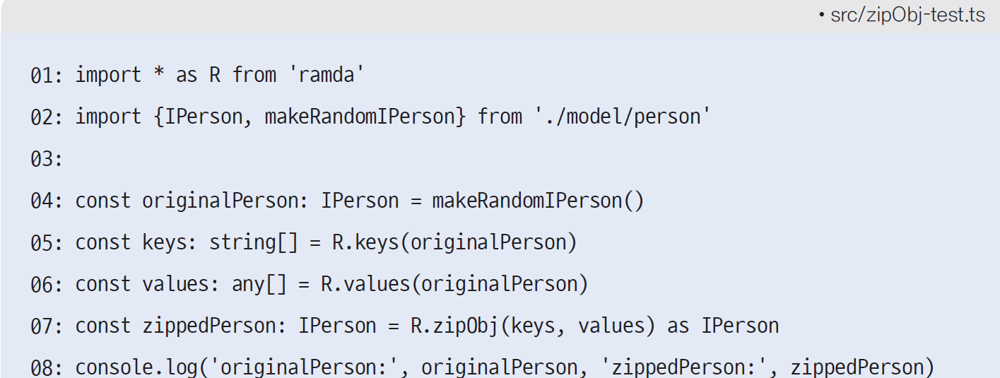 • src/zipObj-test.ts
01: import * as R from 'ramda'
02: import {IPerson, makeRandomIPerson} from './model/person'
03:
04: const originalPerson: IPerson = makeRandomIPerson()
05: const keys: string[] = R.keys(originalPerson)
06: const values: any[] = R.values(originalPerson)
07: const zippedPerson: IPerson = R.zipObj(keys, values) as IPerson
08: console.log('originalPerson:', originalPerson, 'zippedPerson:', zippedPerson)